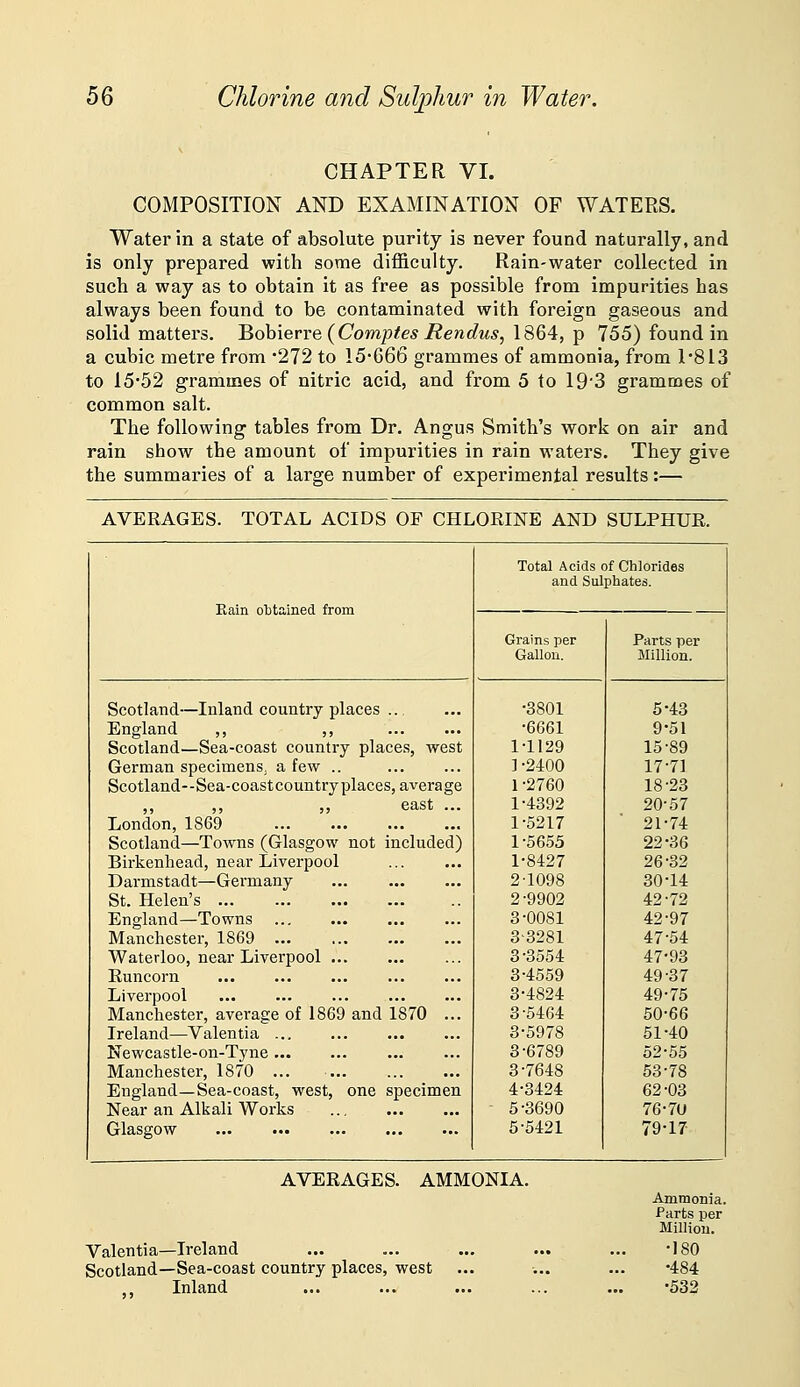 56 Chlorine and Sulphur in Water.
CHAPTER VI.
COMPOSITION AND EXAMINATION OF WATERS.
Water in a state of absolute purity is never found naturally, and
is only prepared with some difficulty. Rain-water collected in
such a way as to obtain it as free as possible from impurities has
always been found to be contaminated with foreign gaseous and
solid matters. Bobierre (Comptes Rendus, 1864, p 755) found in
a cubic metre from ·272 to 15·666 grammes of ammonia, from 1·813
to 15·52 grammes of nitric acid, and from 5 to 19·3 grammes of
common salt.
The following tables from Dr. Angus Smith's work on air and
rain show the amount of impurities in rain waters. They give
the summaries of a large number of experimental results:—
AVERAGES. TOTAL ACIDS OF CHLORINE AND SULPHUR.
Rain obtained from
Total Acids of Chlorides
and Sulphates.
Grains per
Gallon.
Parts per
Million.
Scotland—Inland country places ... ... ·3801 5·43
England ,, ,, ... ... ·6661 9·51
Scotland—Sea-coast country places, west 1·1129 15·89
German specimens, a few .. ... ... 1·2400 17·71
Scotland--Sea-coast country places, average 1·2760 18·23
,, ,, ,, east ... 1·4392 20·57
London, 1869 ... ... ... ... 1·5217 21·74
Scotland—Towns (Glasgow not included) 1·5655 22·36
Birkenhead, near Liverpool ... ... 1·8427 26·32
Darmstadt—Germany ... ... ... 2·1098 30·14
St. Helen's ... ... ... ... .. 2·9902 42·72
England—Towns ... ... ... ... 3·0081 42·97
Manchester, 1869 ... ... ... ... 3·3281 47·54
Waterloo, near Liverpool ... ... ... 3·3554 47·93
Runcorn ... ... ... ... ... 3·4559 49·37
Liverpool ... ... ... ... ... 3·4824 49·75
Manchester, average of 1869 and 1870 ... 3·5464 50·66
Ireland—Valentia ... ... ... ... 3·5978 51·40
Newcastle-on-Tyne ... ... ... ... 3·6789 52·55
Manchester, 1870 ... ... ... ... 3·7648 53·78
England—Sea-coast, west, one specimen 4·3424 62·03
Near an Alkali Works ... ... ... 5·3690 76·70
Glasgow ... ... ... ... ... 5·5421 79·17
AVERAGES. AMMONIA.
Ammonia.
Parts per
Million.
Valentia—Ireland ... ... ... ... ... ·180
Scotland—Sea-coast country places, west ... ... ... ·484
,, Inland ... ... ... ... ... ·532